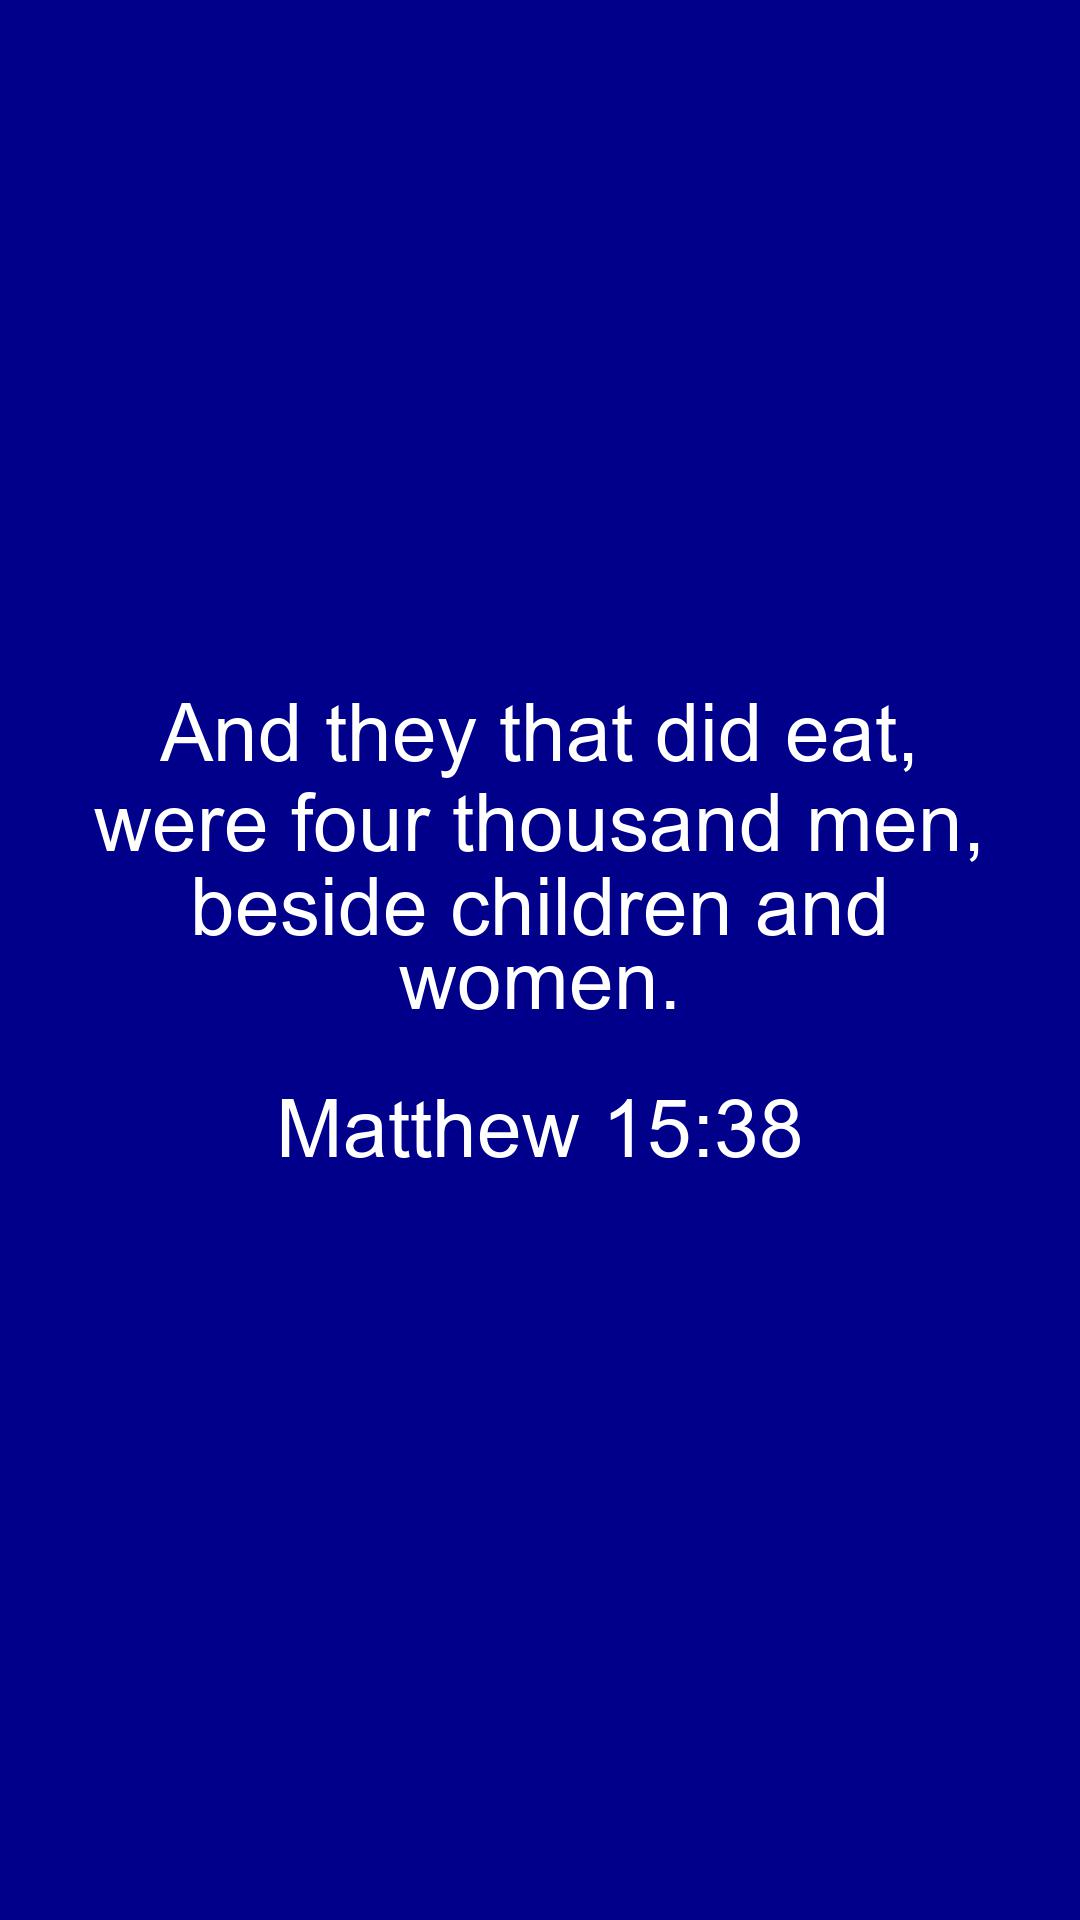 And they that did eat,
were four thousand men,
beside children and
women.
Matthew 15:38